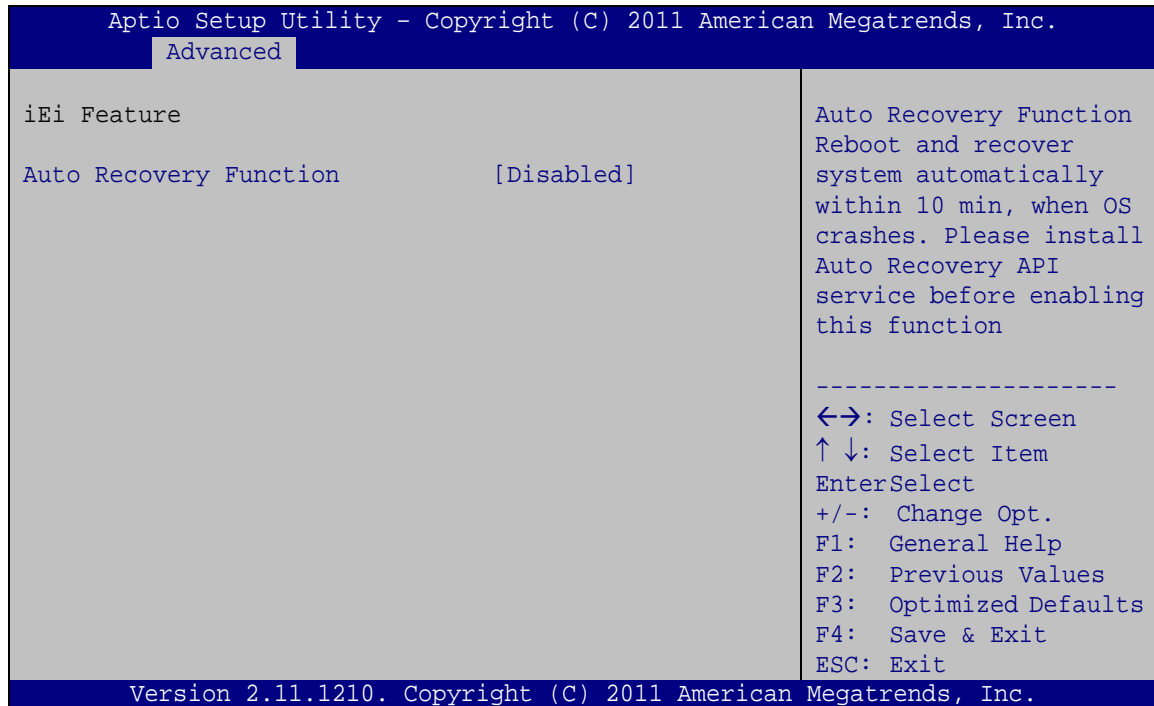 Aptio Setup Utility – Copyright (C) 2011 American Megatrends, Inc.
Advanced
iEi Feature
Auto Recovery Function [Disabled]
Auto Recovery Function
Reboot and recover
system automatically
within 10 min, when OS
crashes. Please install
Auto Recovery API
service before enabling
this function
---------------------
←→: Select Screen
↑ ↓: Select Item
EnterSelect
+/-: Change Opt.
F1: General Help
F2: Previous Values
F3: Optimized Defaults
F4: Save & Exit
ESC: Exit
Version 2.11.1210. Copyright (C) 2011 American Megatrends, Inc.